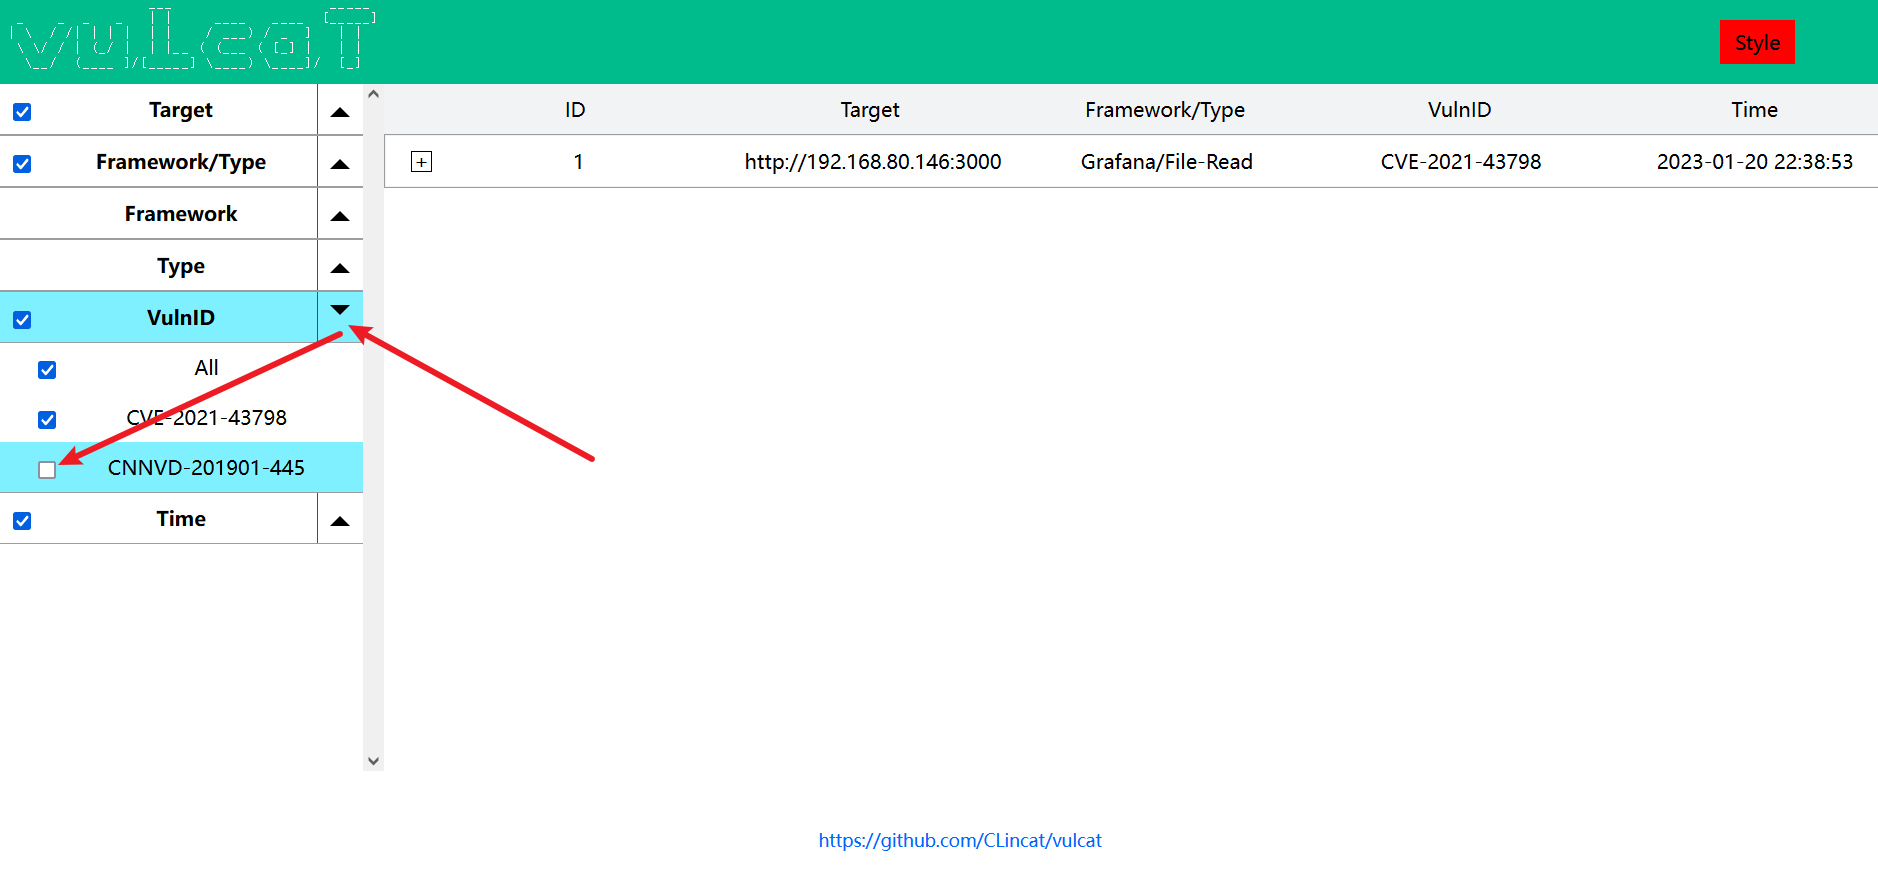 vulcaT
Style
Target
Framework/Type
Framework
Type
VulnID
All
CVE-2021-43798
CNNVD-201901-445
Time
ID Target Framework/Type VulnID Time
+ 1 http://192.168.80.146:3000 Grafana/File-Read CVE-2021-43798 2023-01-20 22:38:53
https://github.com/CLincat/vulcat